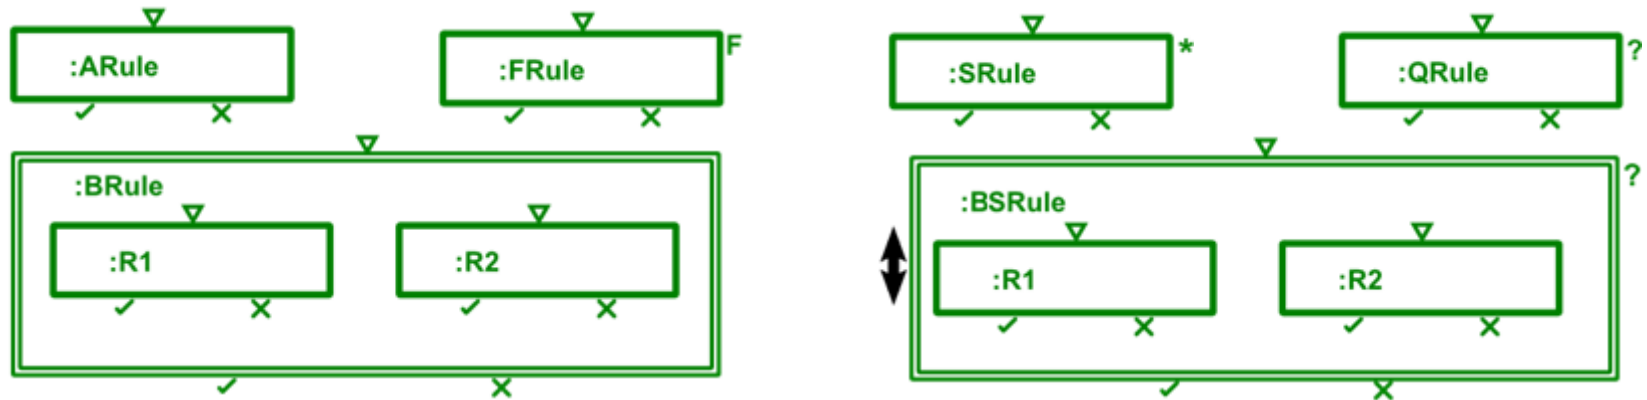 :ARule
:FRule F
:SRule *
:QRule ?
:BRule
:R1
:R2
:BSRule ?
:R1
:R2